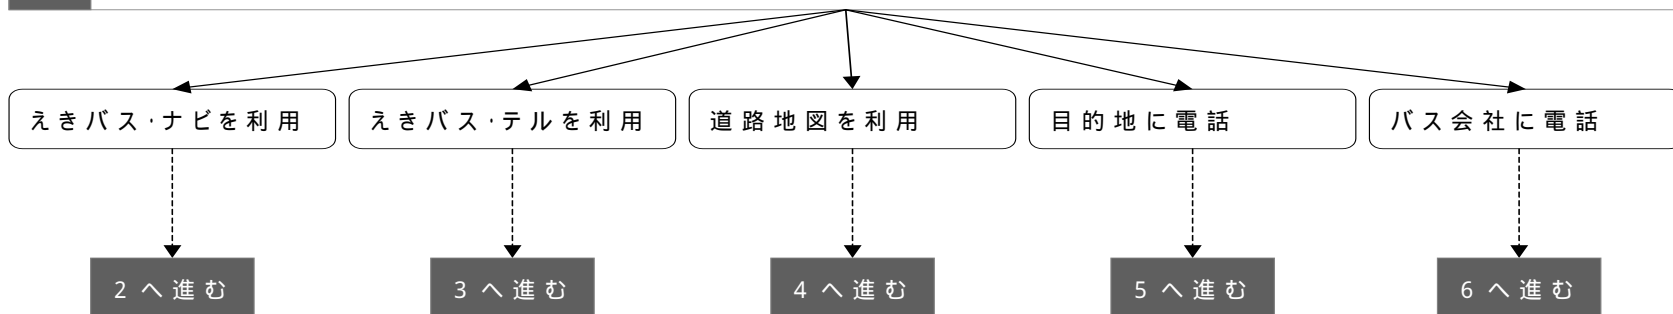 えきバス・ナビを利用
えきバス・テルを利用
道路地図を利用
目的地に電話
バス会社に電話
2へ進む
3へ進む
4へ進む
5へ進む
6へ進む